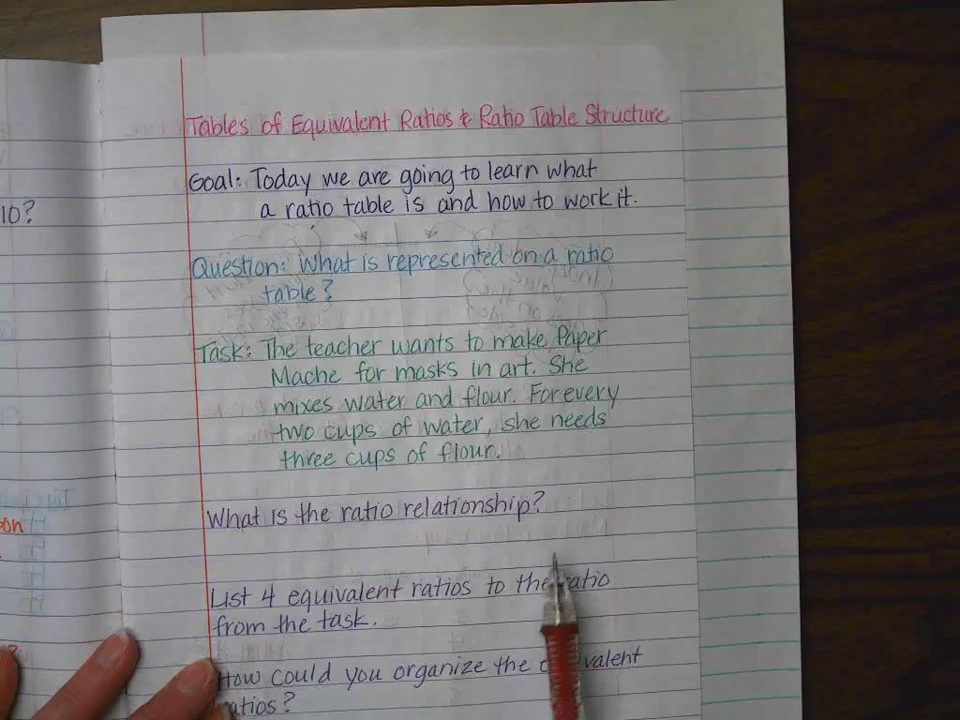 Tables of Equivalent Ratios & Ratio Table Structure
Goal: Today we are going to learn what
a ratio table is and how to work it.
10?
Question: What is represented on a ratio
table?
Task: The teacher wants to make Paper
Mache for masks in art. She
mixes water and flour. For every
two cups of water, she needs
three cups of flour.
What is the ratio relationship?
List 4 equivalent ratios to the ratio
from the task.
How could you organize the
ratios?